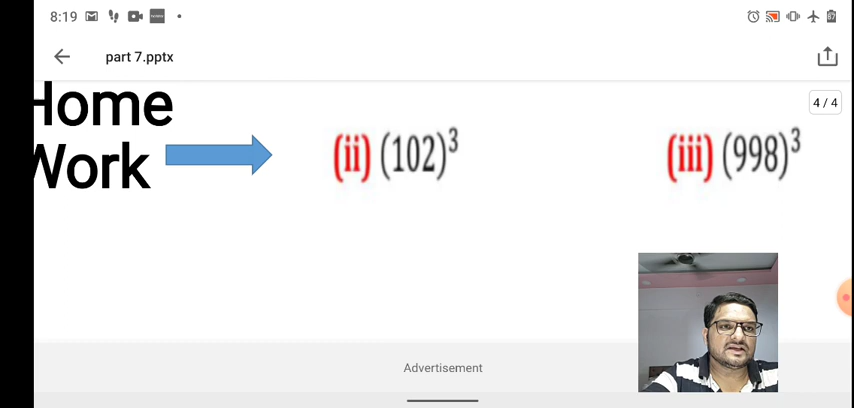 8:19
part 7.pptx
Home
Work
(ii) (102)³
(iii) (998)³
4 / 4
Advertisement